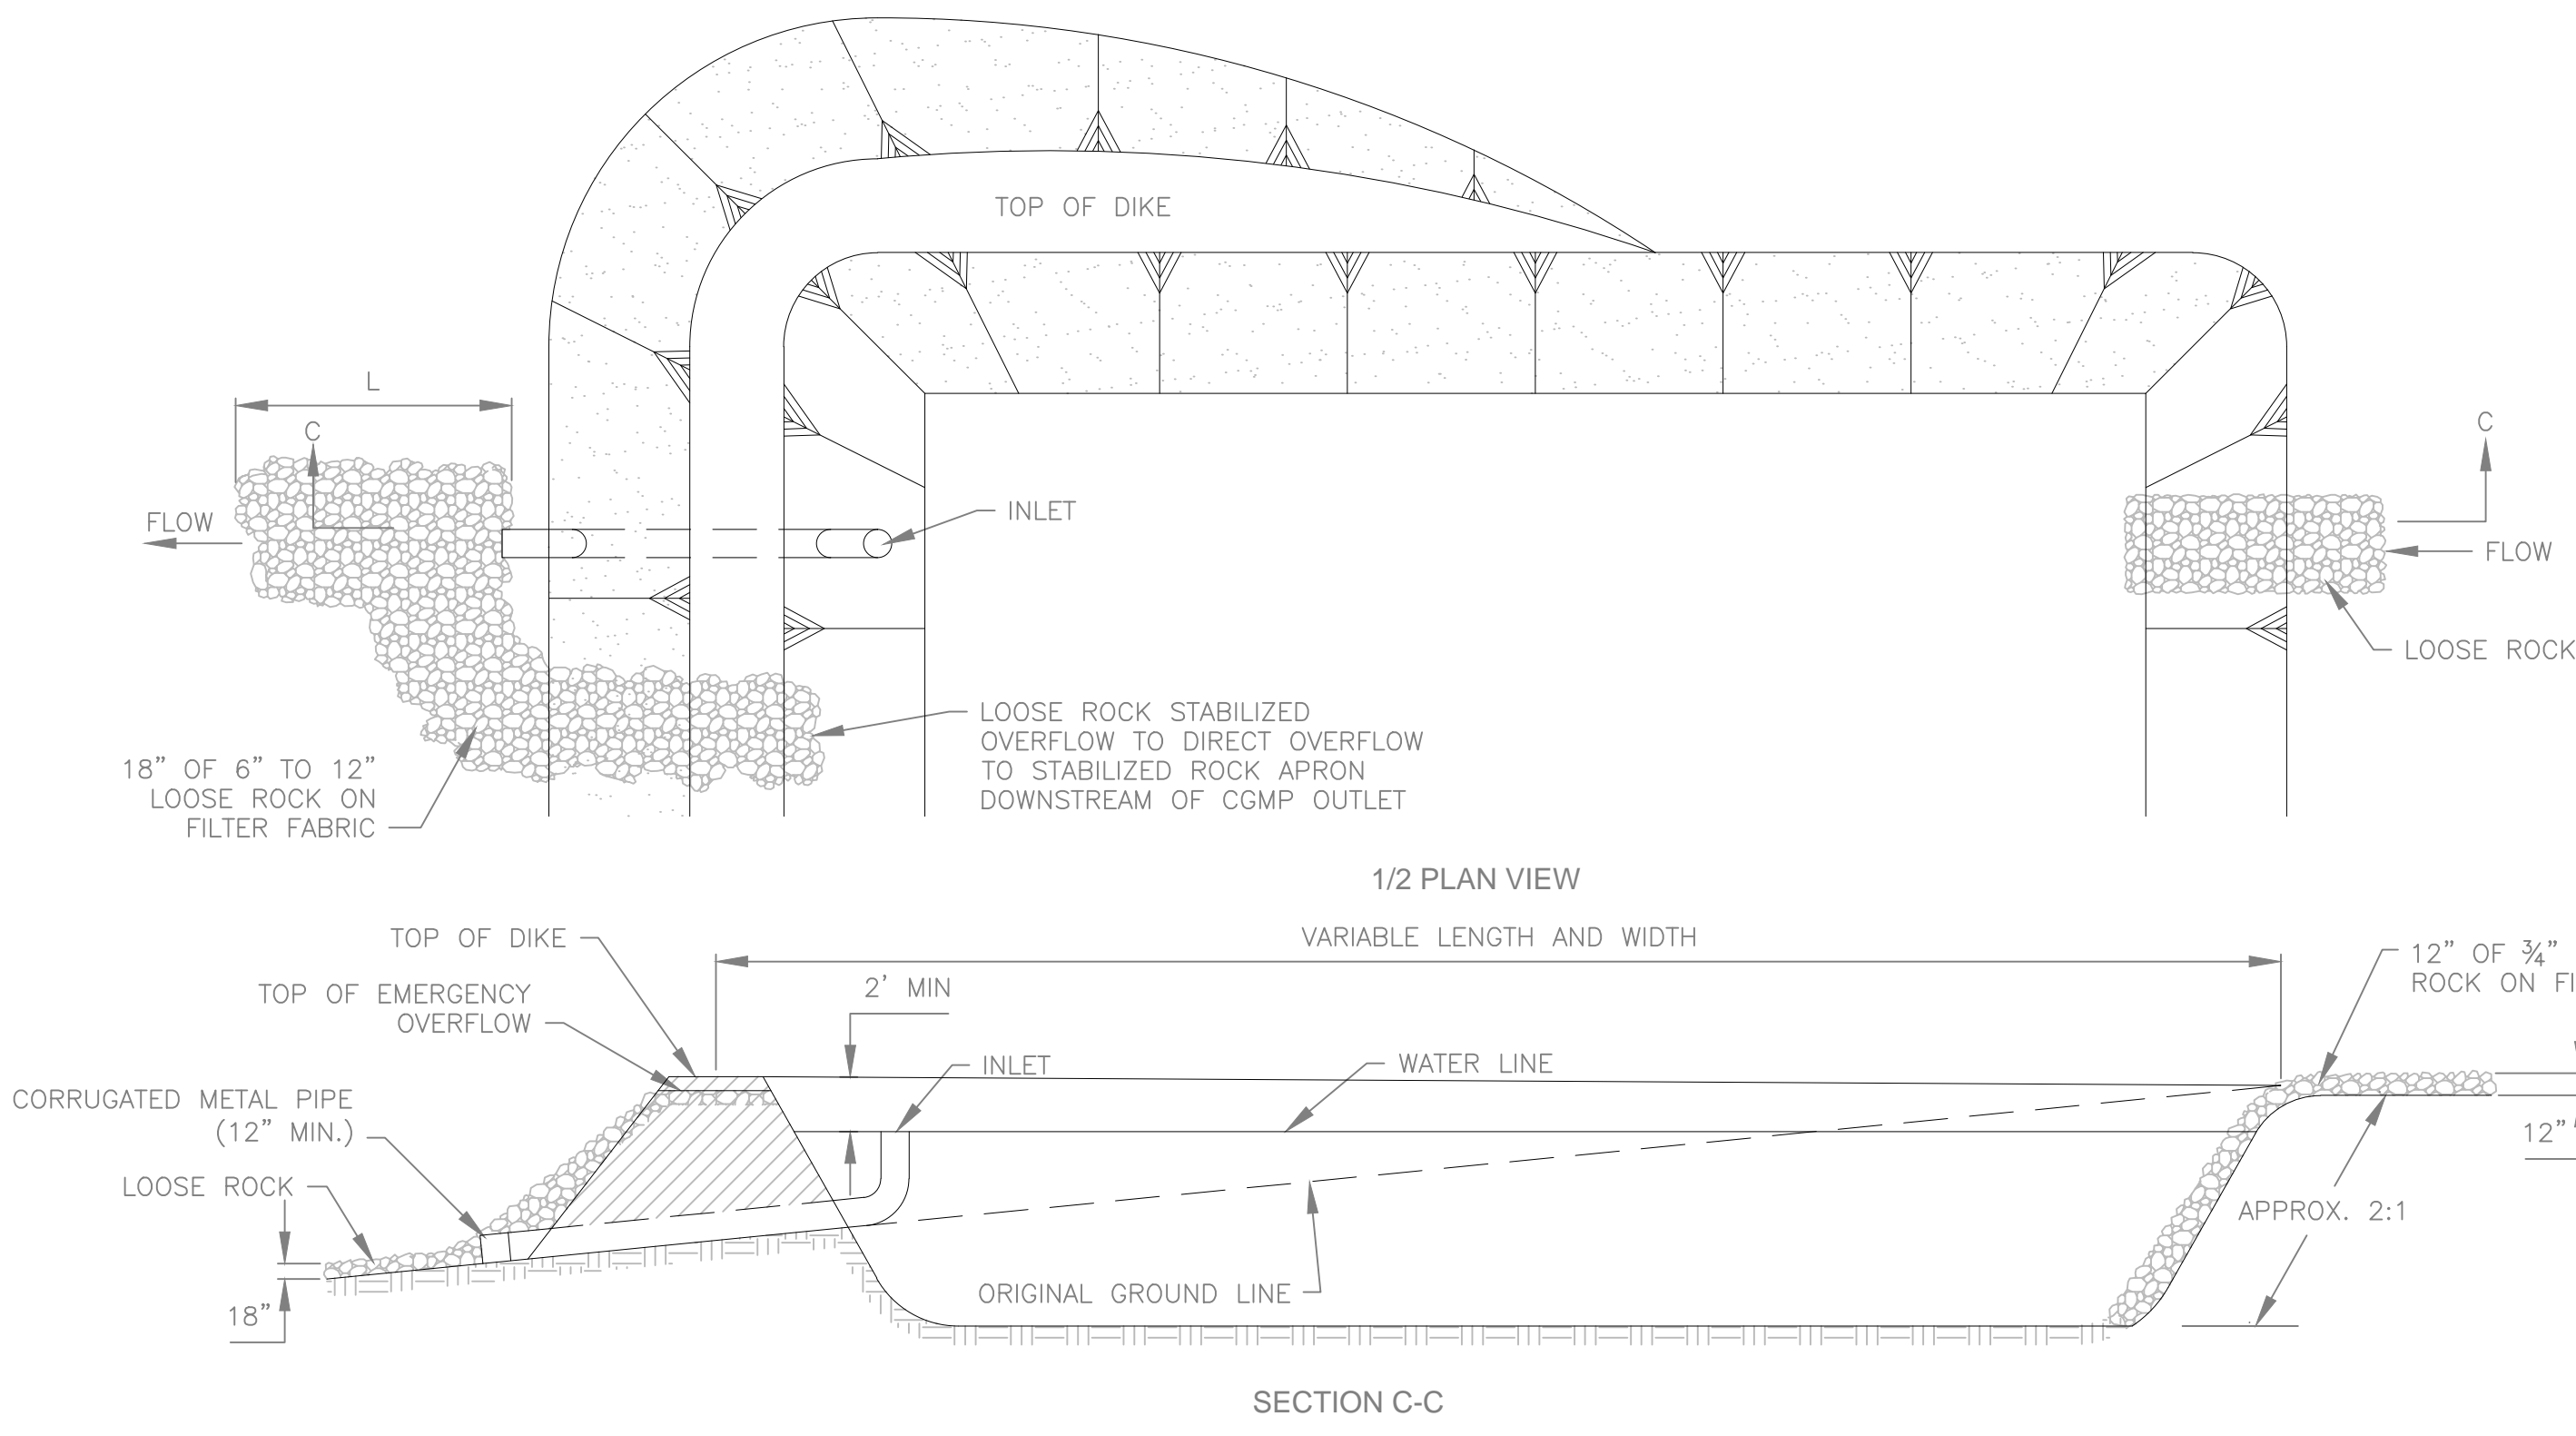 L
C
C
FLOW
INLET
FLOW
LOOSE ROCK
TOP OF DIKE
LOOSE ROCK STABILIZED
OVERFLOW TO DIRECT OVERFLOW
TO STABILIZED ROCK APRON
DOWNSTREAM OF CGMP OUTLET
18” OF 6” TO 12”
LOOSE ROCK ON
FILTER FABRIC
1/2 PLAN VIEW
TOP OF DIKE
VARIABLE LENGTH AND WIDTH
12” OF ¾”
ROCK ON FI
2’ MIN
TOP OF EMERGENCY
OVERFLOW
INLET
WATER LINE
CORRUGATED METAL PIPE
(12” MIN.)
12”
LOOSE ROCK
APPROX. 2:1
ORIGINAL GROUND LINE
18”
SECTION C-C